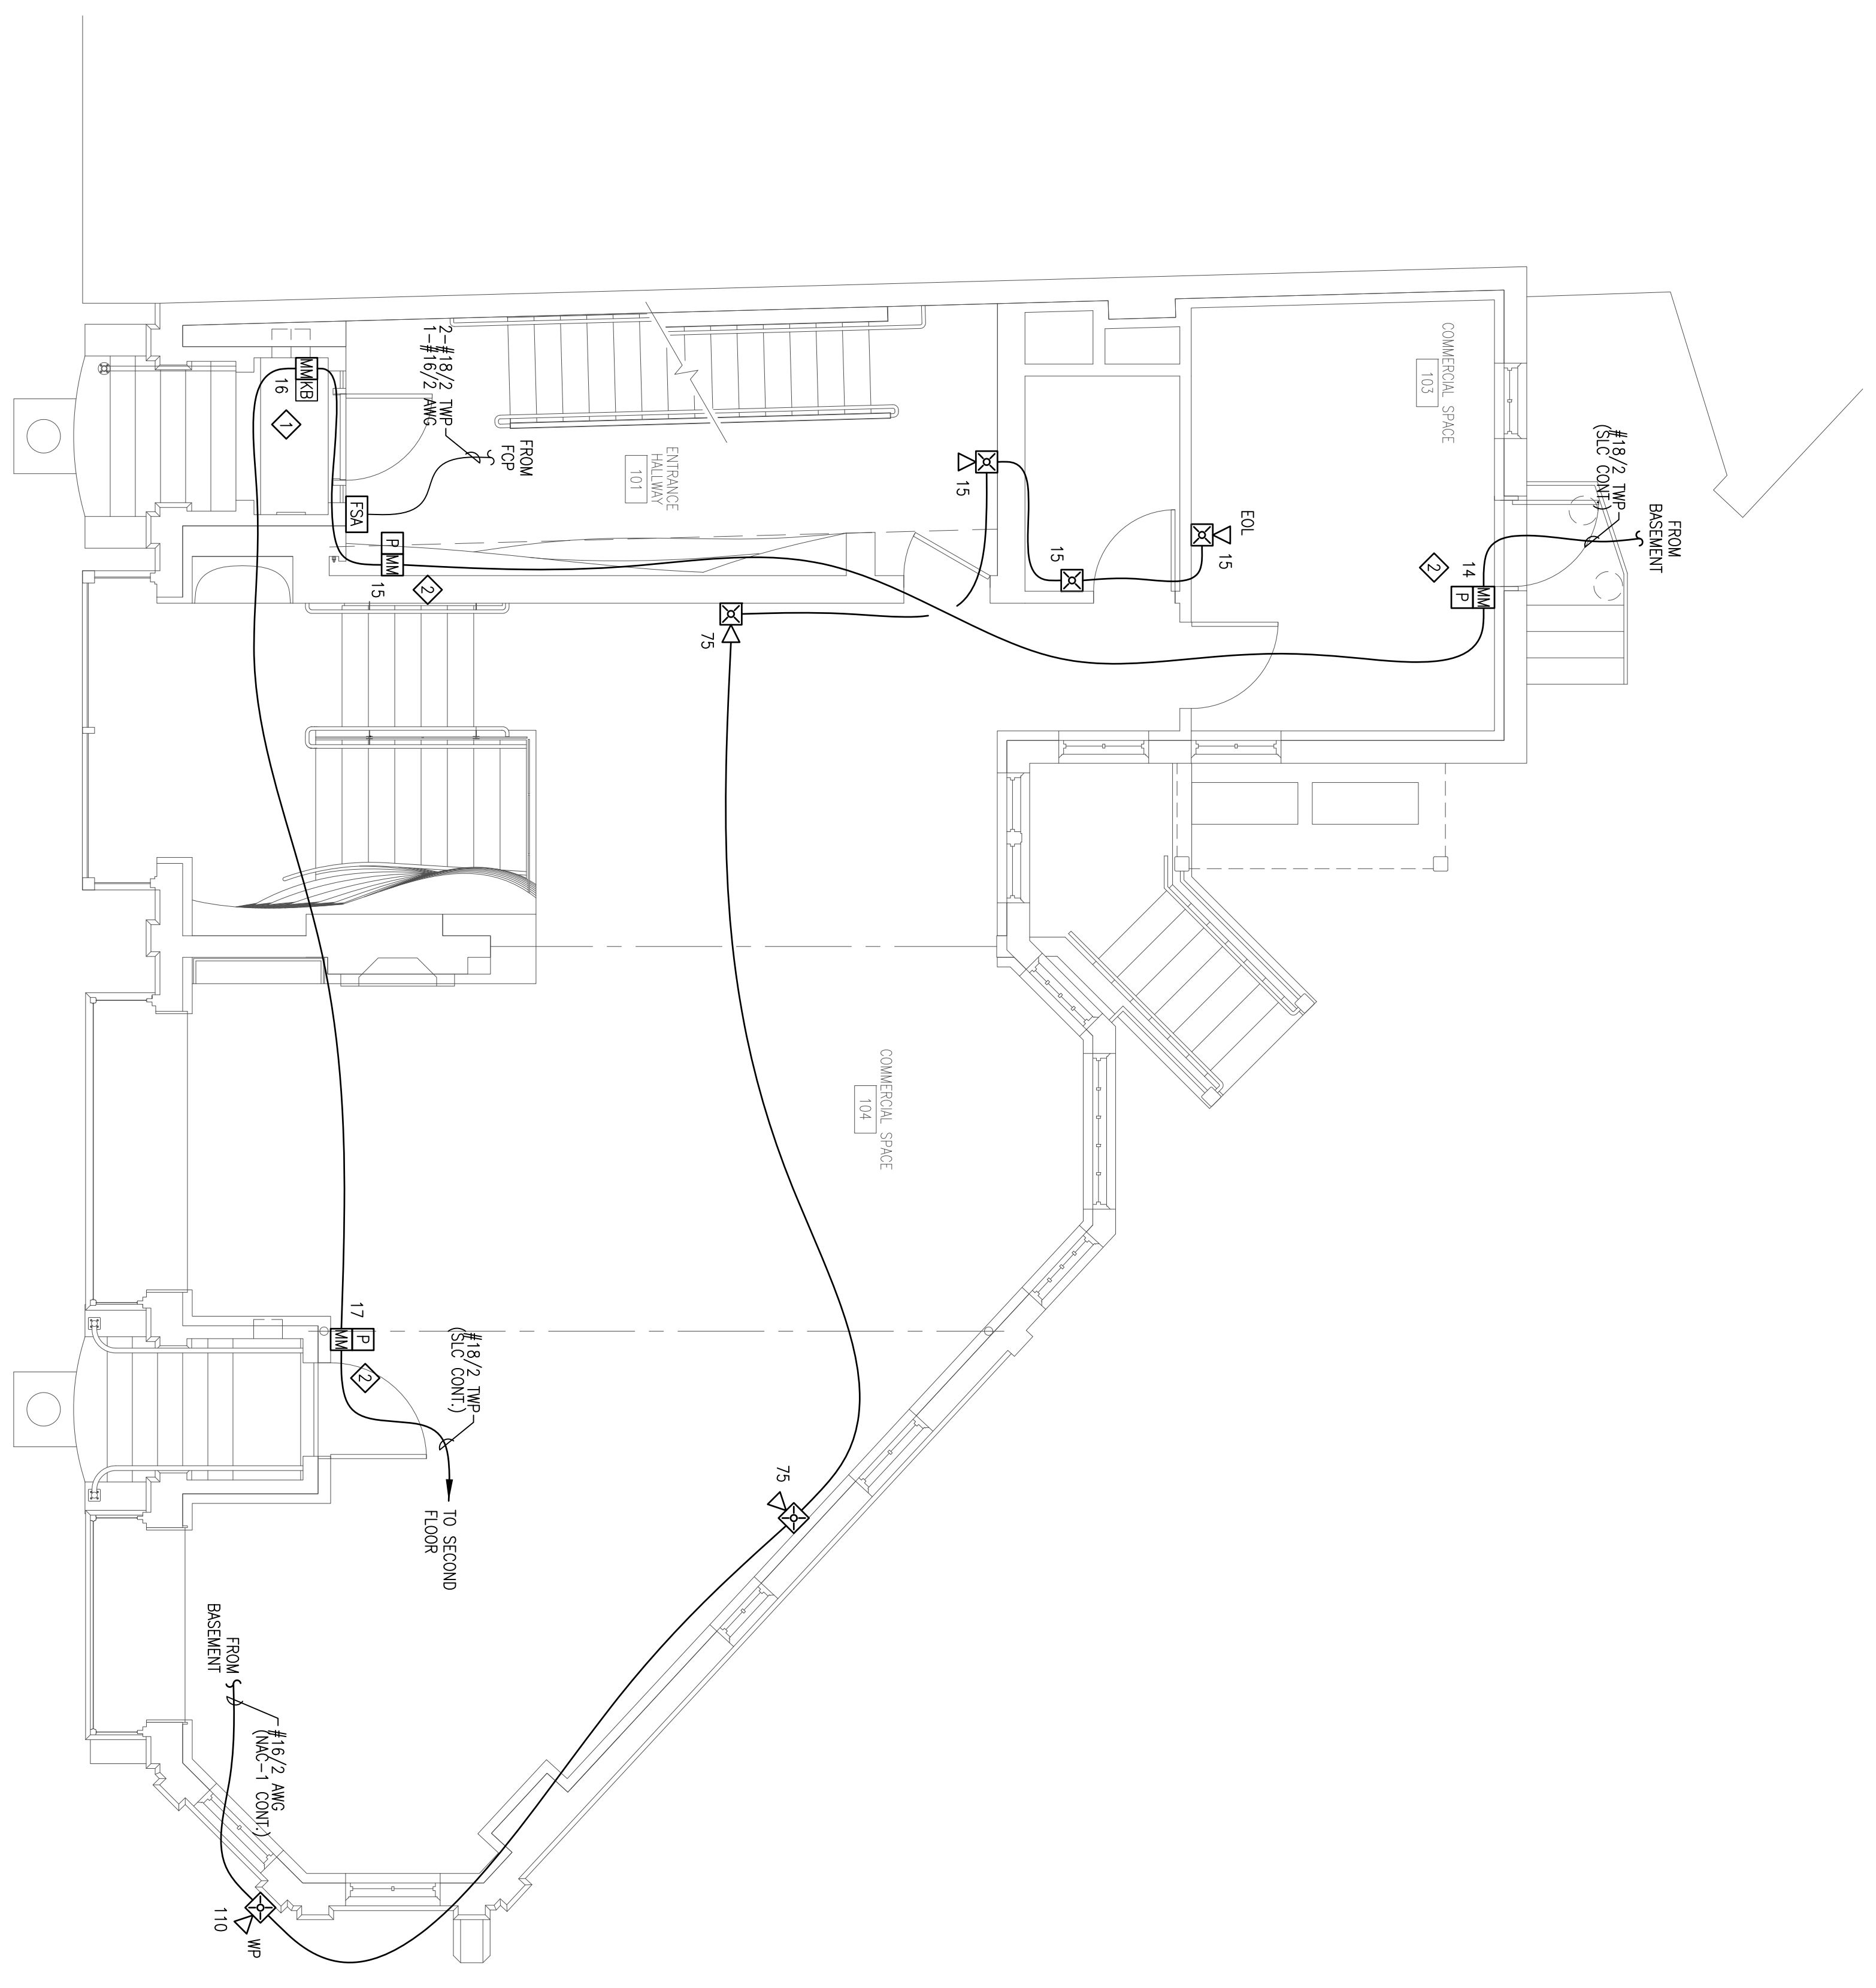 COMMERCIAL SPACE
103
#18/2 TWP
(SLC CONT.)
FROM
BASEMENT
2
14
MM
P
EOL
15
15
15
ENTRANCE
HALLWAY
101
2-#18/2 TWP
1-#16/2 AWG
FROM
FCP
MM
KB
16
1
FSA
P
MM
15
2
75
COMMERCIAL SPACE
104
17
P
MM
2
#18/2 TWP
(SLC CONT.)
TO SECOND
FLOOR
75
FROM
BASEMENT
#16/2 AWG
(NAC-1 CONT.)
110
WP